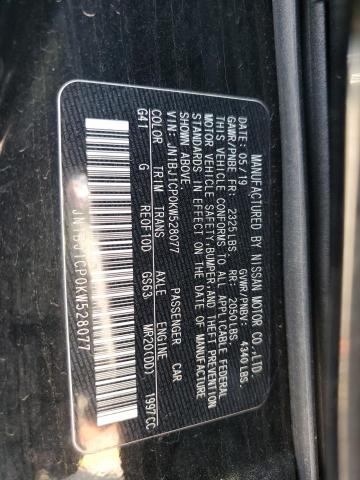 MANUFACTURED BY NISSAN MOTOR CO.,LTD.
05/19 GVWR/PNBV: 4340 LBS.
GAWR/PNBE FR: 2325 LBS. RR: 2050 LBS.
THIS VEHICLE CONFORMS TO ALL APPLICABLE FEDERAL
MOTOR VEHICLE SAFETY, BUMPER, AND THEFT PREVENTION
STANDARDS IN EFFECT ON THE DATE OF MANUFACTURE
SHOWN ABOVE.
VIN:JN1BJ1CP0KW528077 PASSENGER CAR
COLOR TRIM TRANS AXLE ENGINE
G41 G RE0F10D GS63 MR20(DD) 1997CC
JN1BJ1CP0KW528077